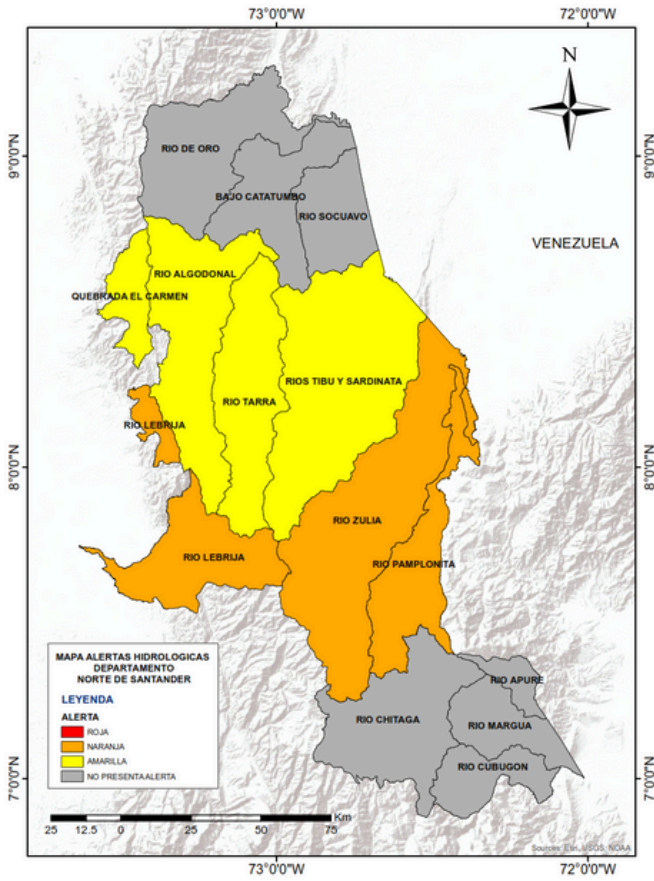 73°0'0"W
72°0'0"W
N
9°0'0"N
9°0'0"N
RIO DE ORO
BAJO CATATUMBO
RIO SOCUAVO
VENEZUELA
RIO ALGODONAL
QUEBRADA EL CARMEN
RIOS TIBU Y SARDINATA
RIO TARRA
RIO LEBRIJA
8°0'0"N
8°0'0"N
RIO ZULIA
RIO LEBRIJA
RIO PAMPLONITA
MAPA ALERTAS HIDROLOGICAS
DEPARTAMENTO
NORTE DE SANTANDER
LEYENDA
ALERTA
ROJA
NARANJA
AMARILLA
NO PRESENTA ALERTA
RIO APURE
RIO CHITAGA
RIO MARGUA
RIO CUBUGON
7°0'0"N
7°0'0"N
Km
25 12.5 0 25 50 75
Sources: Esri, USGS, NOAA
73°0'0"W
72°0'0"W